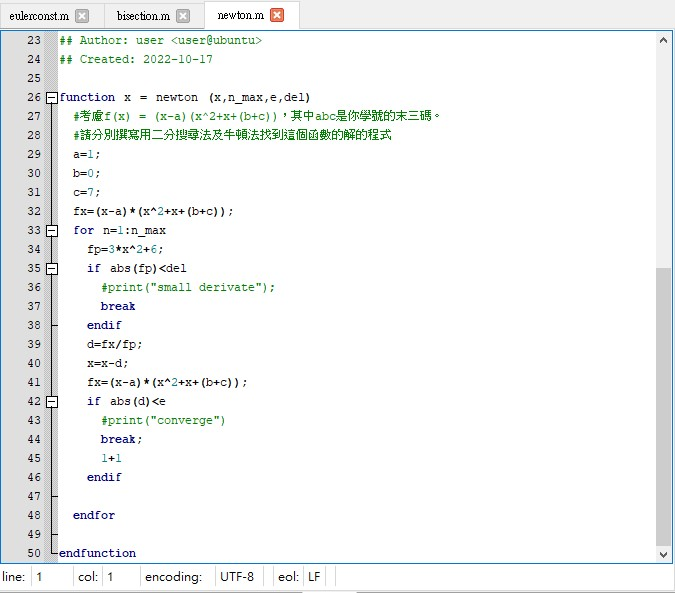 eulerconst.m bisection.m newton.m
23 ## Author: user <user@ubuntu>
24 ## Created: 2022-10-17
25
26 function x = newton (x,n_max,e,del)
27 #考慮f(x) = (x-a)(x^2+x+(b+c)),其中abc是你學號的末三碼。
28 #請分別撰寫用二分搜尋法及牛頓法找到這個函數的解的程式
29 a=1;
30 b=0;
31 c=7;
32 fx=(x-a)*(x^2+x+(b+c));
33 for n=1:n_max
34 fp=3*x^2+6;
35 if abs(fp)<del
36 #print("small derivate");
37 break
38 endif
39 d=fx/fp;
40 x=x-d;
41 fx=(x-a)*(x^2+x+(b+c));
42 if abs(d)<e
43 #print("converge")
44 break;
45 1+1
46 endif
47
48 endfor
49
50 endfunction
line: 1 col: 1 encoding: UTF-8 eol: LF